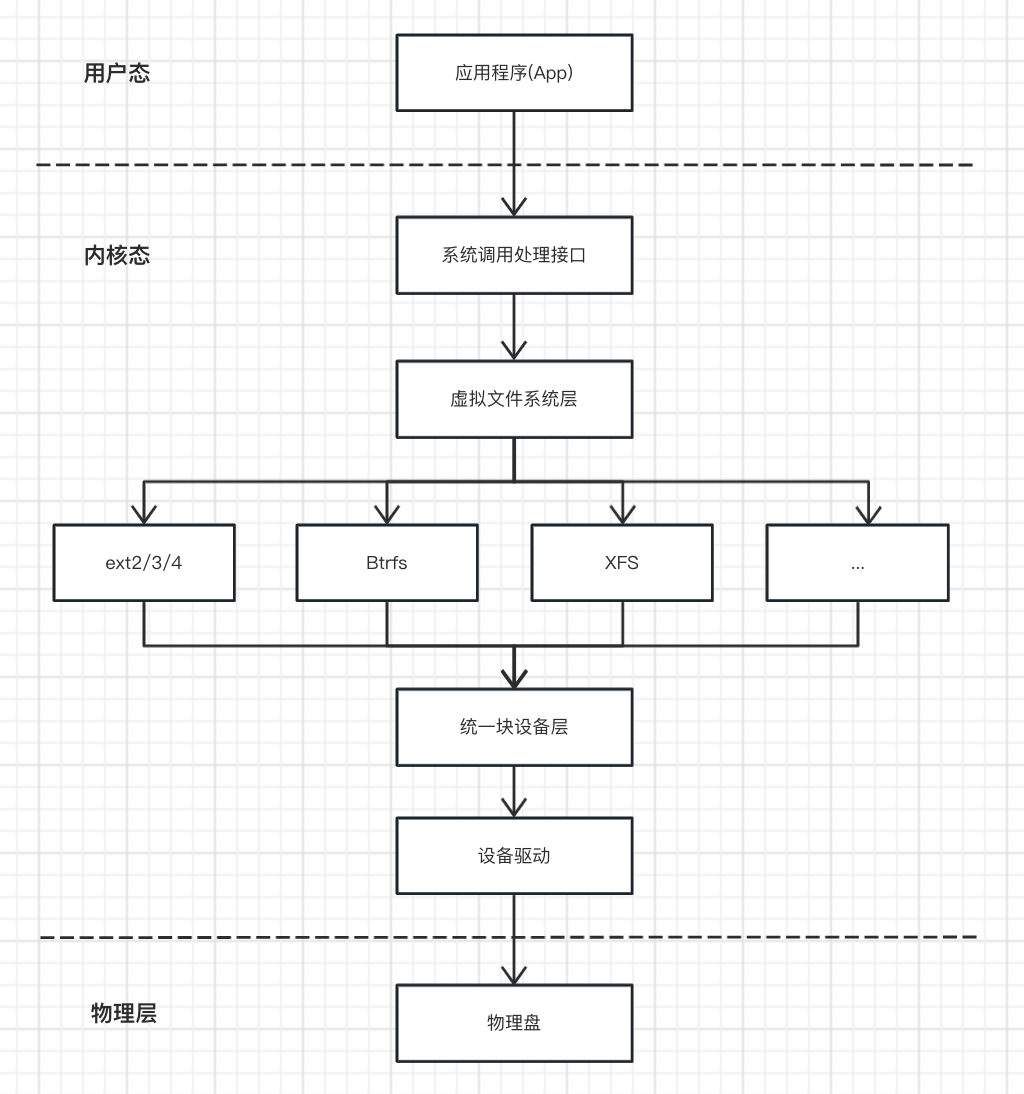 用户态
应用程序(App)
内核态
系统调用处理接口
虚拟文件系统层
ext2/3/4
Btrfs
XFS
...
统一块设备层
设备驱动
物理层
物理盘